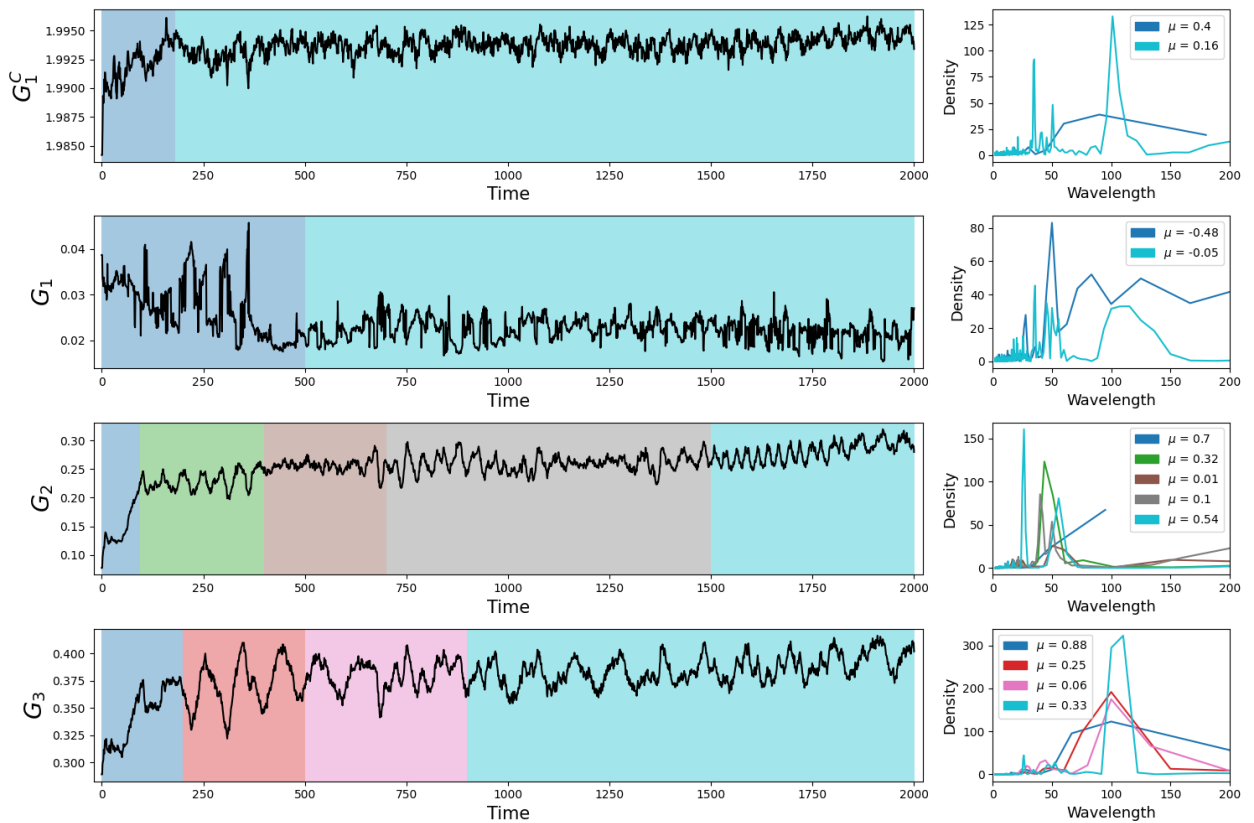 1.9950
1.9925
1.9900
1.9875
1.9850
G₁ᶜ
0 250 500 750 1000 1250 1500 1750 2000
Time
125
100
75
50
25
0
Density
μ = 0.4
μ = 0.16
0 50 100 150 200
Wavelength
0.04
0.03
0.02
G₁
0 250 500 750 1000 1250 1500 1750 2000
Time
80
60
40
20
0
Density
μ = -0.48
μ = -0.05
0 50 100 150 200
Wavelength
0.30
0.25
0.20
0.15
0.10
G₂
0 250 500 750 1000 1250 1500 1750 2000
Time
150
100
50
0
Density
μ = 0.7
μ = 0.32
μ = 0.01
μ = 0.1
μ = 0.54
0 50 100 150 200
Wavelength
0.400
0.375
0.350
0.325
0.300
G₃
0 250 500 750 1000 1250 1500 1750 2000
Time
300
200
100
0
Density
μ = 0.88
μ = 0.25
μ = 0.06
μ = 0.33
0 50 100 150 200
Wavelength